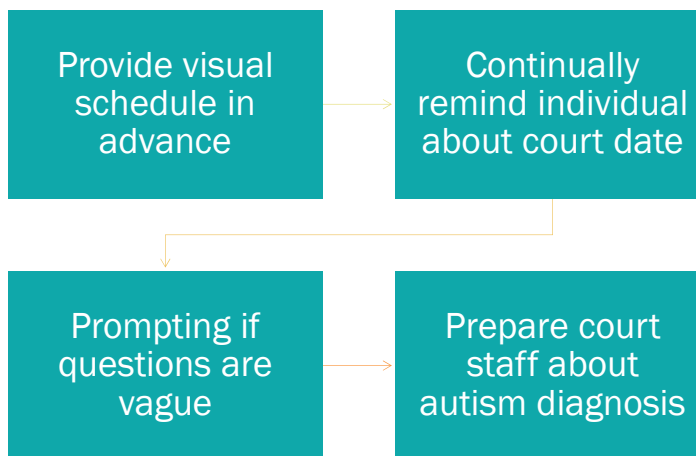 Provide visual
schedule in
advance
Continually
remind individual
about court date
Prompting if
questions are
vague
Prepare court
staff about
autism diagnosis